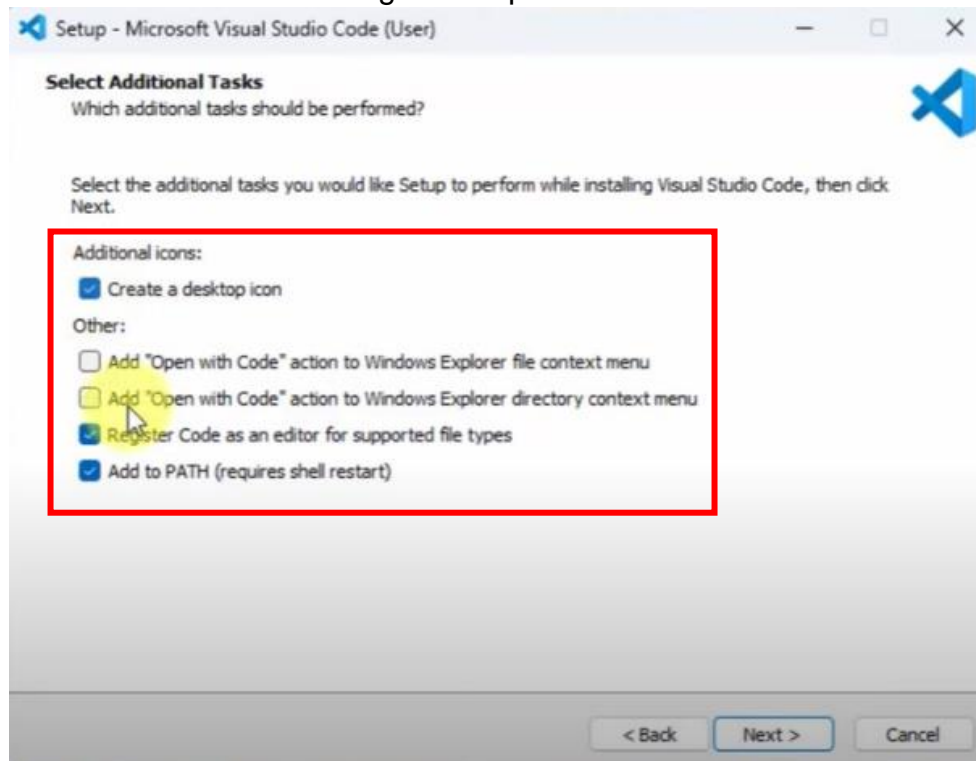 Setup - Microsoft Visual Studio Code (User)
Select Additional Tasks
Which additional tasks should be performed?
Select the additional tasks you would like Setup to perform while installing Visual Studio Code, then click
Next.
Additional icons:
Create a desktop icon
Other:
Add "Open with Code" action to Windows Explorer file context menu
Add "Open with Code" action to Windows Explorer directory context menu
Register Code as an editor for supported file types
Add to PATH (requires shell restart)
< Back Next > Cancel